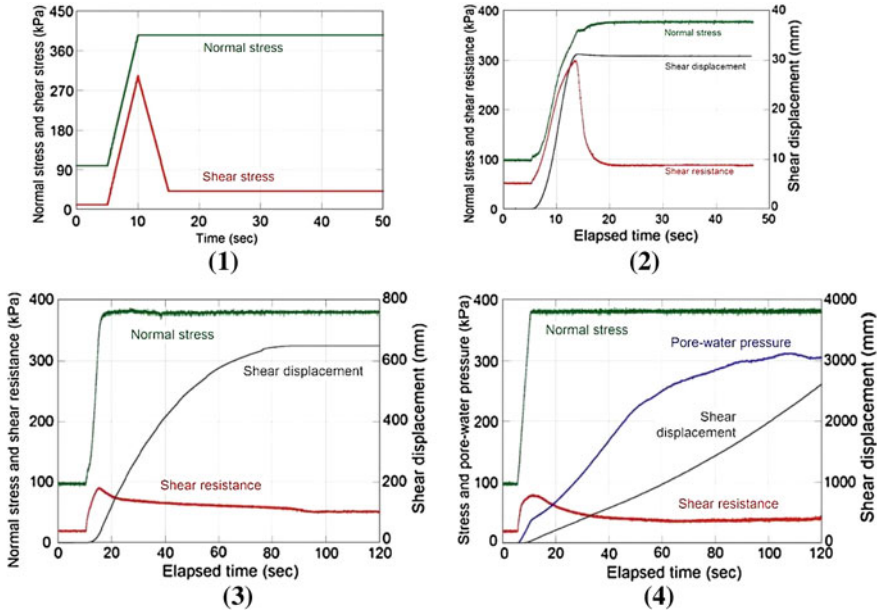 Normal stress and shear stress (kPa)
450
360
270
180
90
0
Normal stress
Shear stress
0 10 20 30 40 50
Time (sec)
(1)
Normal stress and shear resistance (kPa)
400
300
200
100
0
Normal stress
Shear displacement
Shear resistance
40
30
20
10
0
Shear displacement (mm)
0 10 20 30 40 50
Elapsed time (sec)
(2)
Normal stress and shear resistance (kPa)
400
300
200
100
0
Normal stress
Shear displacement
Shear resistance
800
600
400
200
0
Shear displacement (mm)
0 20 40 60 80 100 120
Elapsed time (sec)
(3)
Stress and pore-water pressure (kPa)
400
300
200
100
0
Normal stress
Pore-water pressure
Shear
displacement
Shear resistance
4000
3000
2000
1000
0
Shear displacement (mm)
0 20 40 60 80 100 120
Elapsed time (sec)
(4)